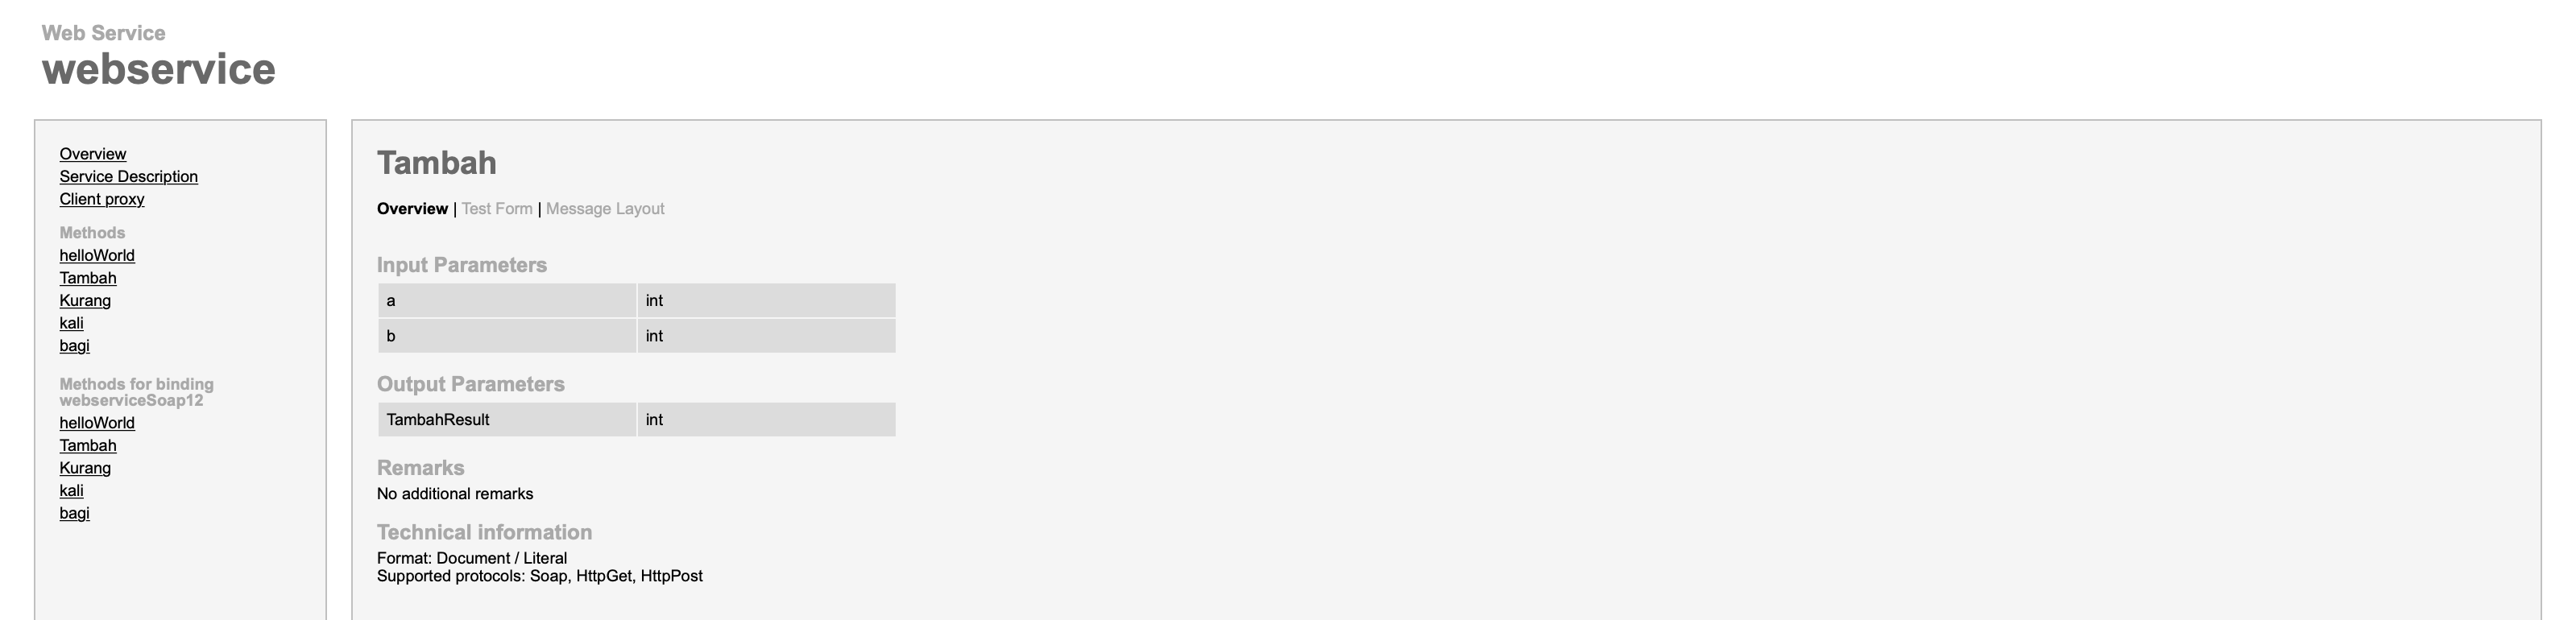 Web Service
webservice
Overview
Service Description
Client proxy
Methods
helloWorld
Tambah
Kurang
kali
bagi
Methods for binding
webserviceSoap12
helloWorld
Tambah
Kurang
kali
bagi
Tambah
Overview | Test Form | Message Layout
Input Parameters
a int
b int
Output Parameters
TambahResult int
Remarks
No additional remarks
Technical information
Format: Document / Literal
Supported protocols: Soap, HttpGet, HttpPost